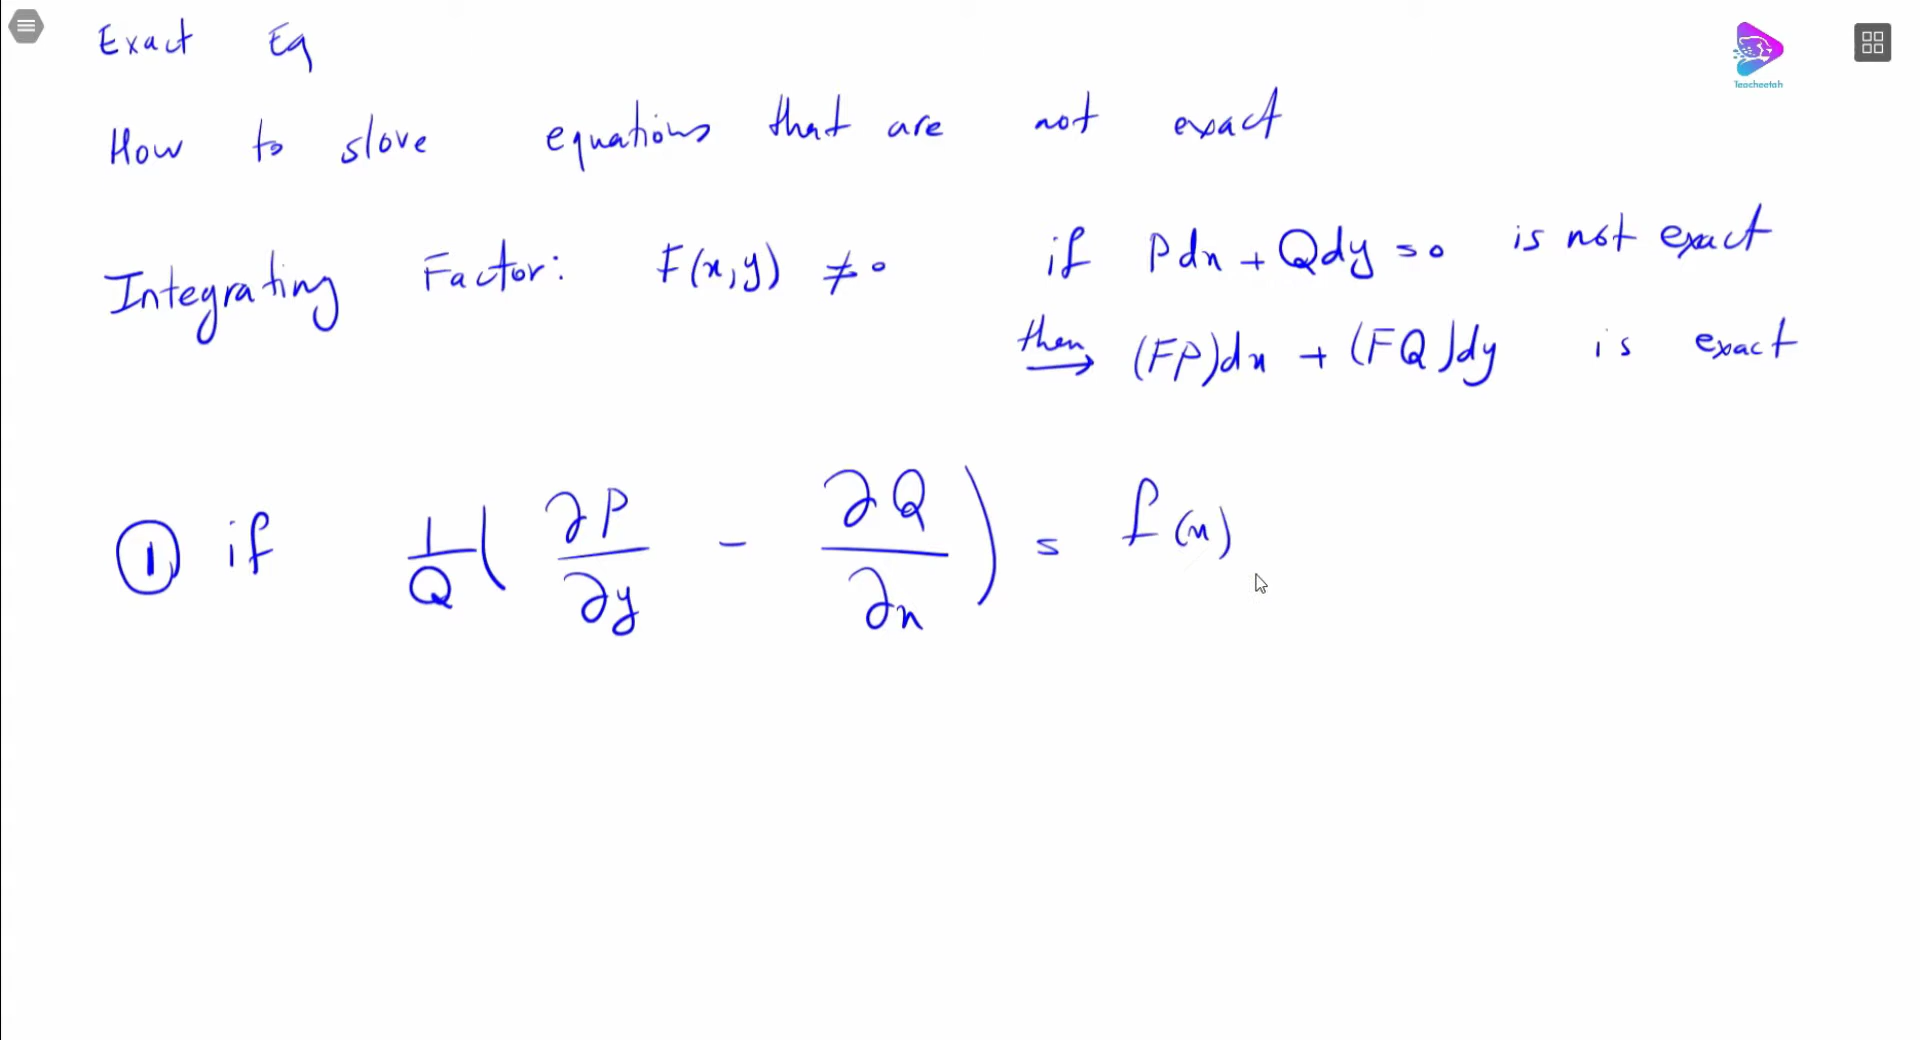 Exact Eq
Teacheetah
How to slove equations that are not exact
Integrating Factor: F(x,y) ≠ 0 if Pdx + Qdy = 0 is not exact
then → (FP)dx + (FQ)dy is exact
① if 1/Q ( ∂P/∂y - ∂Q/∂x ) = f(x)